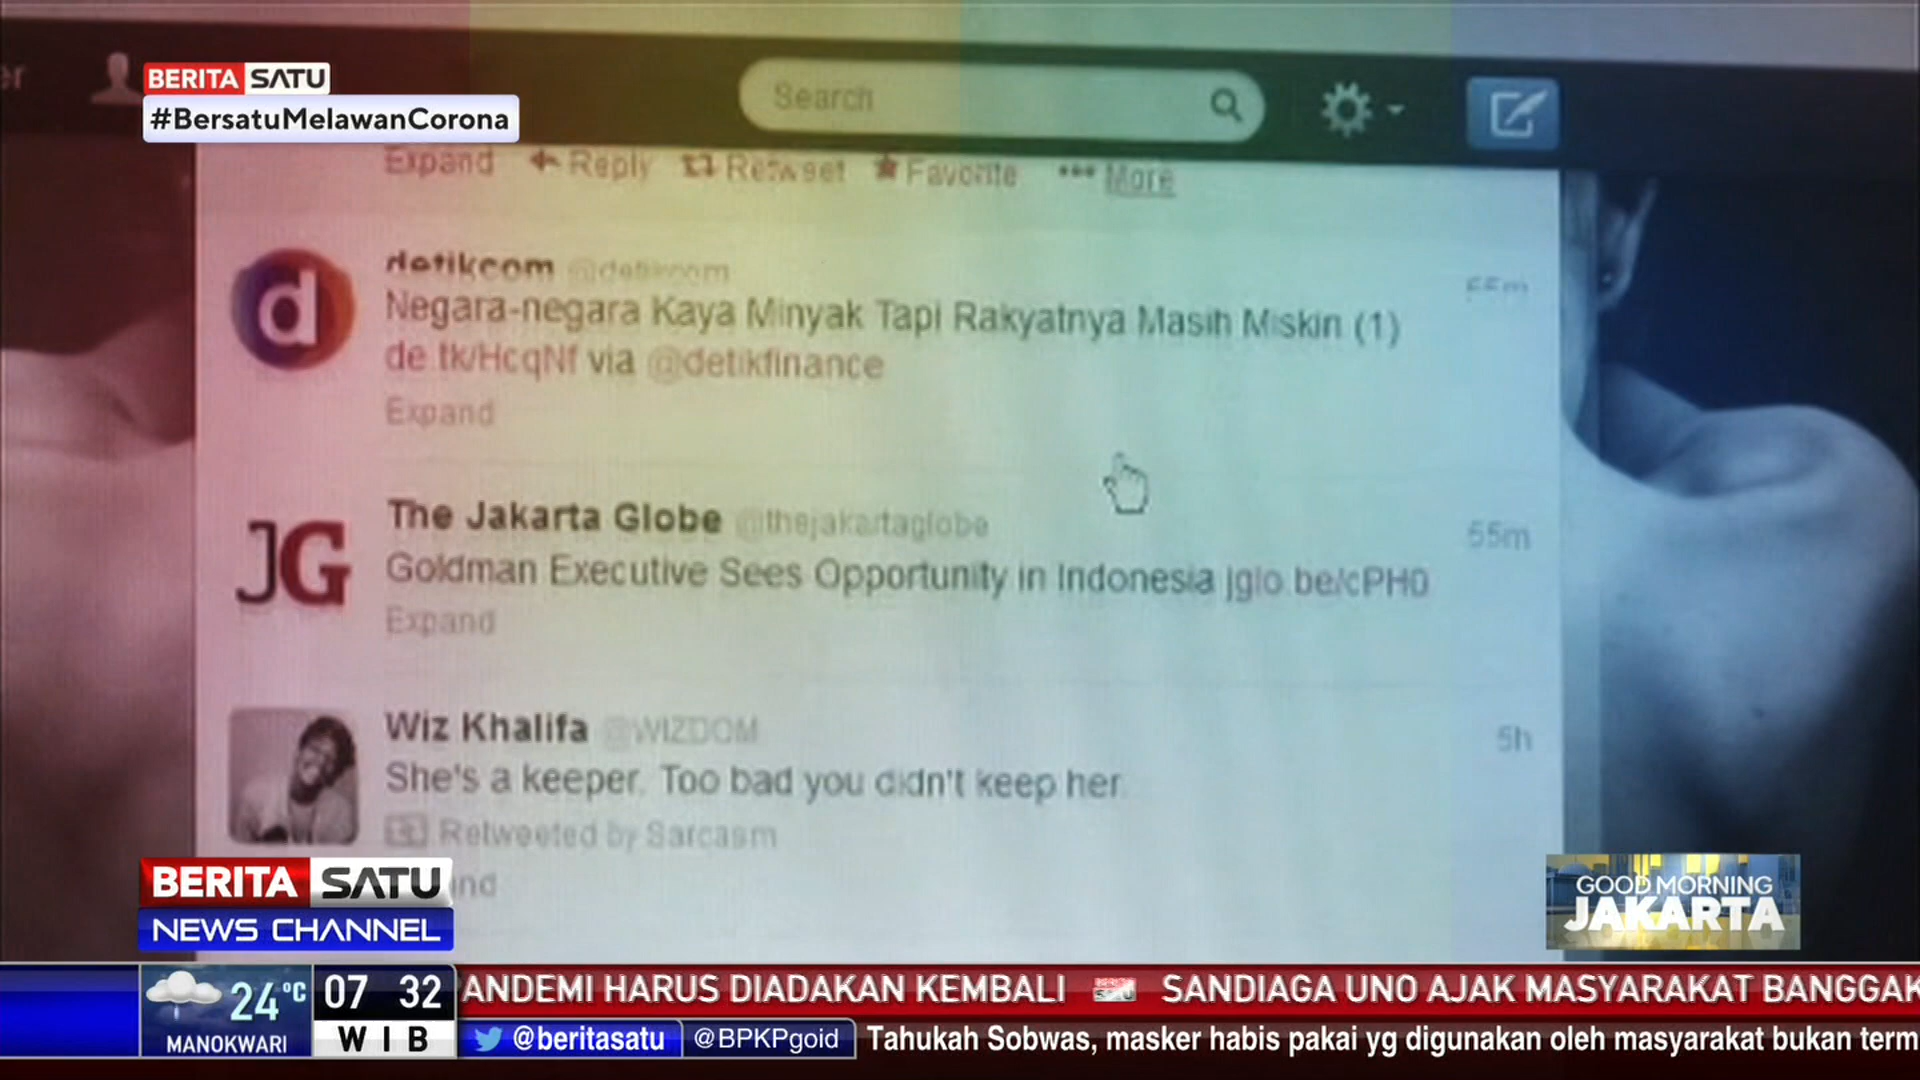 BERITA SATU
#BersatuMelawanCorona
Search
Expand Reply Retweet Favorite More
detikcom @detikcom 55m
Negara-negara Kaya Minyak Tapi Rakyatnya Masih Miskin (1)
de.tk/HcqNf via @detikfinance
Expand
The Jakarta Globe @thejakartaglobe 55m
Goldman Executive Sees Opportunity in Indonesia jglo.be/cPH0
Expand
Wiz Khalifa @WIZDOM 5h
She's a keeper. Too bad you didn't keep her.
Retweeted by Sarcasm
BERITA SATU
NEWS CHANNEL
GOOD MORNING
JAKARTA
24°C
MANOKWARI
07 32
WIB
ANDEMI HARUS DIADAKAN KEMBALI BERITA SATU SANDIAGA UNO AJAK MASYARAKAT BANGGAK
@beritasatu @BPKPgoid Tahukah Sobwas, masker habis pakai yg digunakan oleh masyarakat bukan term